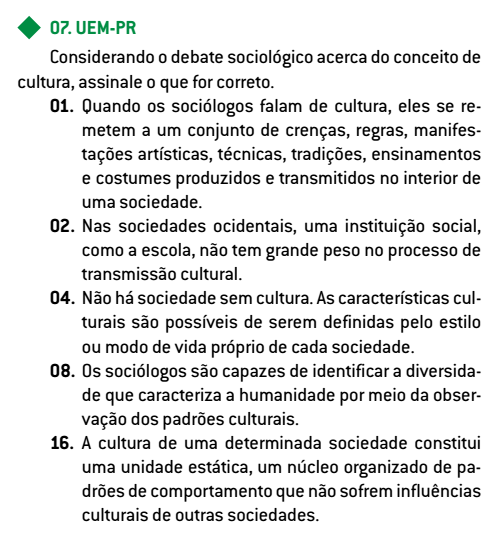 07. UEM-PR
Considerando o debate sociológico acerca do conceito de
cultura, assinale o que for correto.
01. Quando os sociólogos falam de cultura, eles se re-
metem a um conjunto de crenças, regras, manifes-
tações artísticas, técnicas, tradições, ensinamentos
e costumes produzidos e transmitidos no interior de
uma sociedade.
02. Nas sociedades ocidentais, uma instituição social,
como a escola, não tem grande peso no processo de
transmissão cultural.
04. Não há sociedade sem cultura. As características cul-
turais são possíveis de serem definidas pelo estilo
ou modo de vida próprio de cada sociedade.
08. Os sociólogos são capazes de identificar a diversida-
de que caracteriza a humanidade por meio da obser-
vação dos padrões culturais.
16. A cultura de uma determinada sociedade constitui
uma unidade estática, um núcleo organizado de pa-
drões de comportamento que não sofrem influências
culturais de outras sociedades.